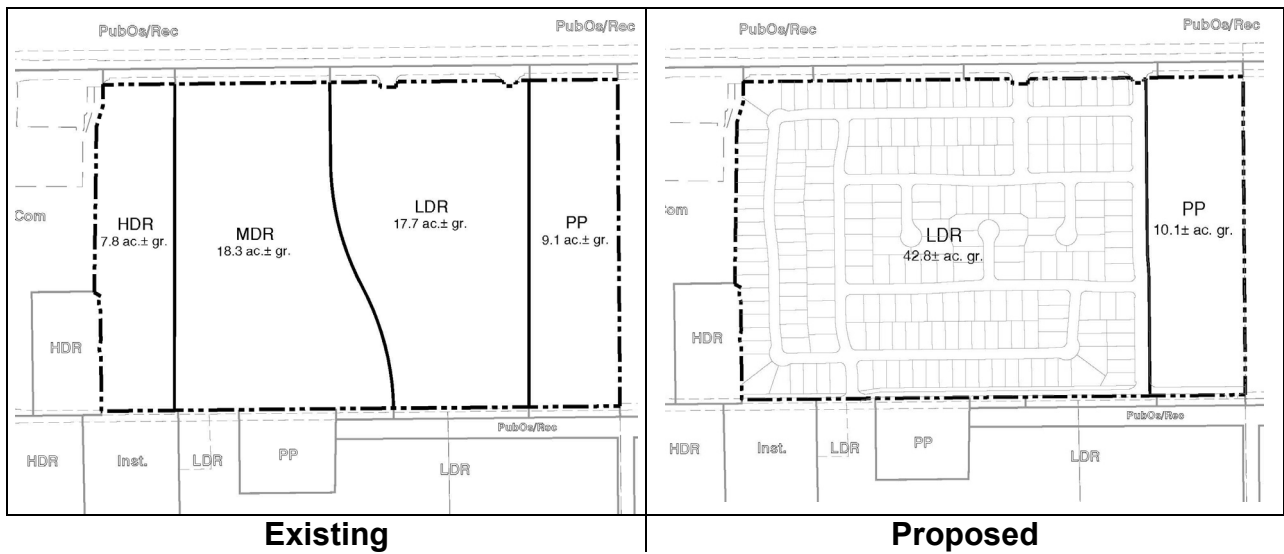 PubOs/Rec
PubOs/Rec
HDR
7.8 ac.± gr.
MDR
18.3 ac.± gr.
LDR
17.7 ac.± gr.
PP
9.1 ac.± gr.
Com
HDR
PubOs/Rec
HDR
Inst.
LDR
PP
LDR
Existing
PubOs/Rec
PubOs/Rec
Com
LDR
42.8± ac. gr.
PP
10.1± ac. gr.
HDR
PubOs/Rec
HDR
Inst.
LDR
PP
LDR
Proposed